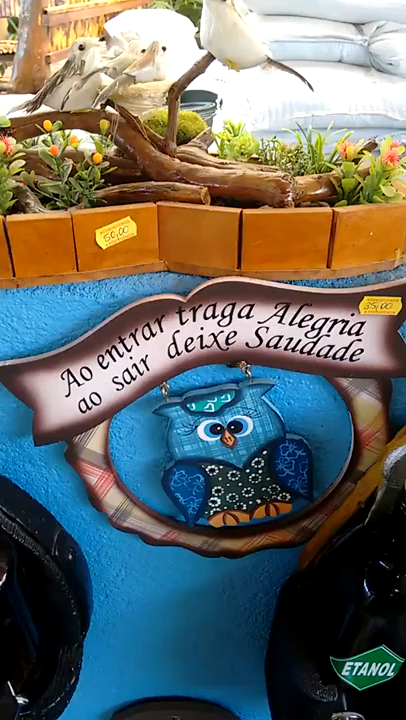 50,00
35,00
Ao entrar traga Alegria
ao sair deixe Saudade
ETANOL